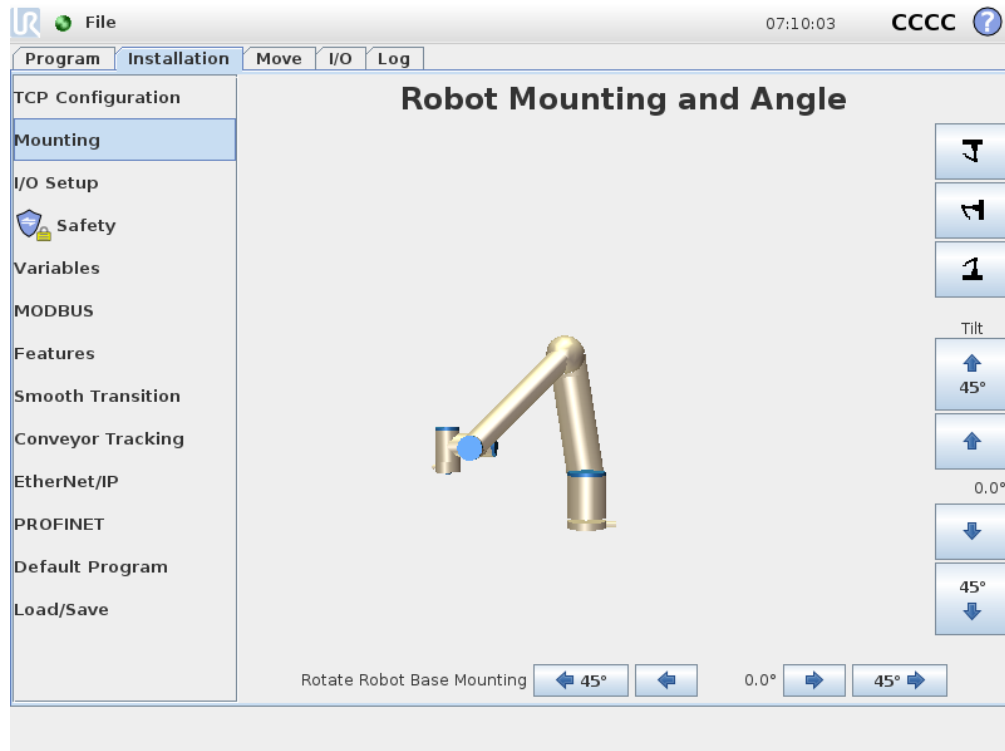 UR File 07:10:03 CCCC ?
Program Installation Move I/O Log
TCP Configuration
Mounting
I/O Setup
Safety
Variables
MODBUS
Features
Smooth Transition
Conveyor Tracking
EtherNet/IP
PROFINET
Default Program
Load/Save
Robot Mounting and Angle
Tilt
45°
0.0°
45°
Rotate Robot Base Mounting 45° 0.0° 45°